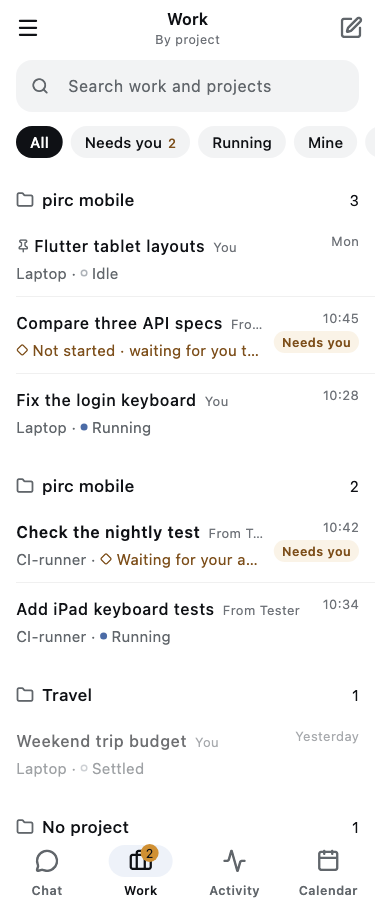 Work
By project
Search work and projects
All
Needs you 2
Running
Mine
pirc mobile 3
Flutter tablet layouts You Mon
Laptop · Idle
Compare three API specs Fro... 10:45
Not started · waiting for you t... Needs you
Fix the login keyboard You 10:28
Laptop · Running
pirc mobile 2
Check the nightly test From T... 10:42
CI-runner · Waiting for your a... Needs you
Add iPad keyboard tests From Tester 10:34
CI-runner · Running
Travel 1
Weekend trip budget You Yesterday
Laptop · Settled
No project 1
2
Chat Work Activity Calendar